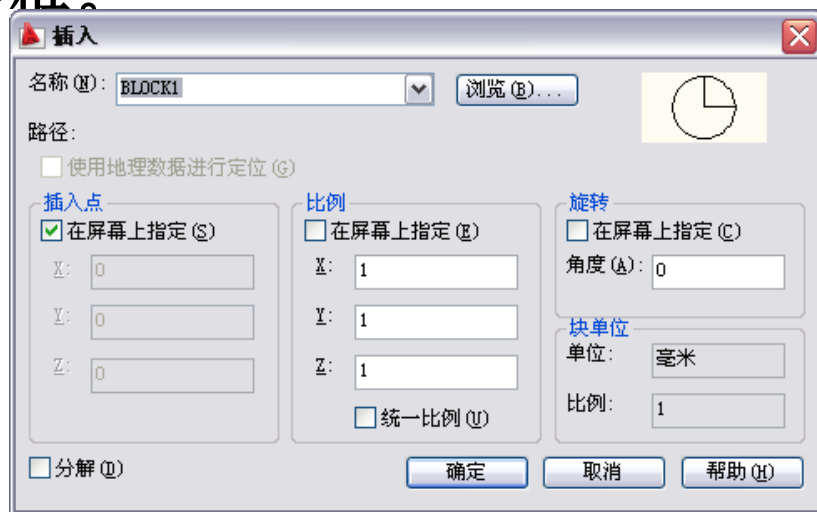 插入
名称(N): BLOCK1 浏览(B)...
路径:
使用地理数据进行定位(G)
插入点 比例 旋转
在屏幕上指定(S) 在屏幕上指定(E) 在屏幕上指定(C)
X: 0 X: 1 角度(A): 0
Y: 0 Y: 1 块单位
Z: 0 Z: 1 单位: 毫米
统一比例(U) 比例: 1
分解(D) 确定 取消 帮助(H)